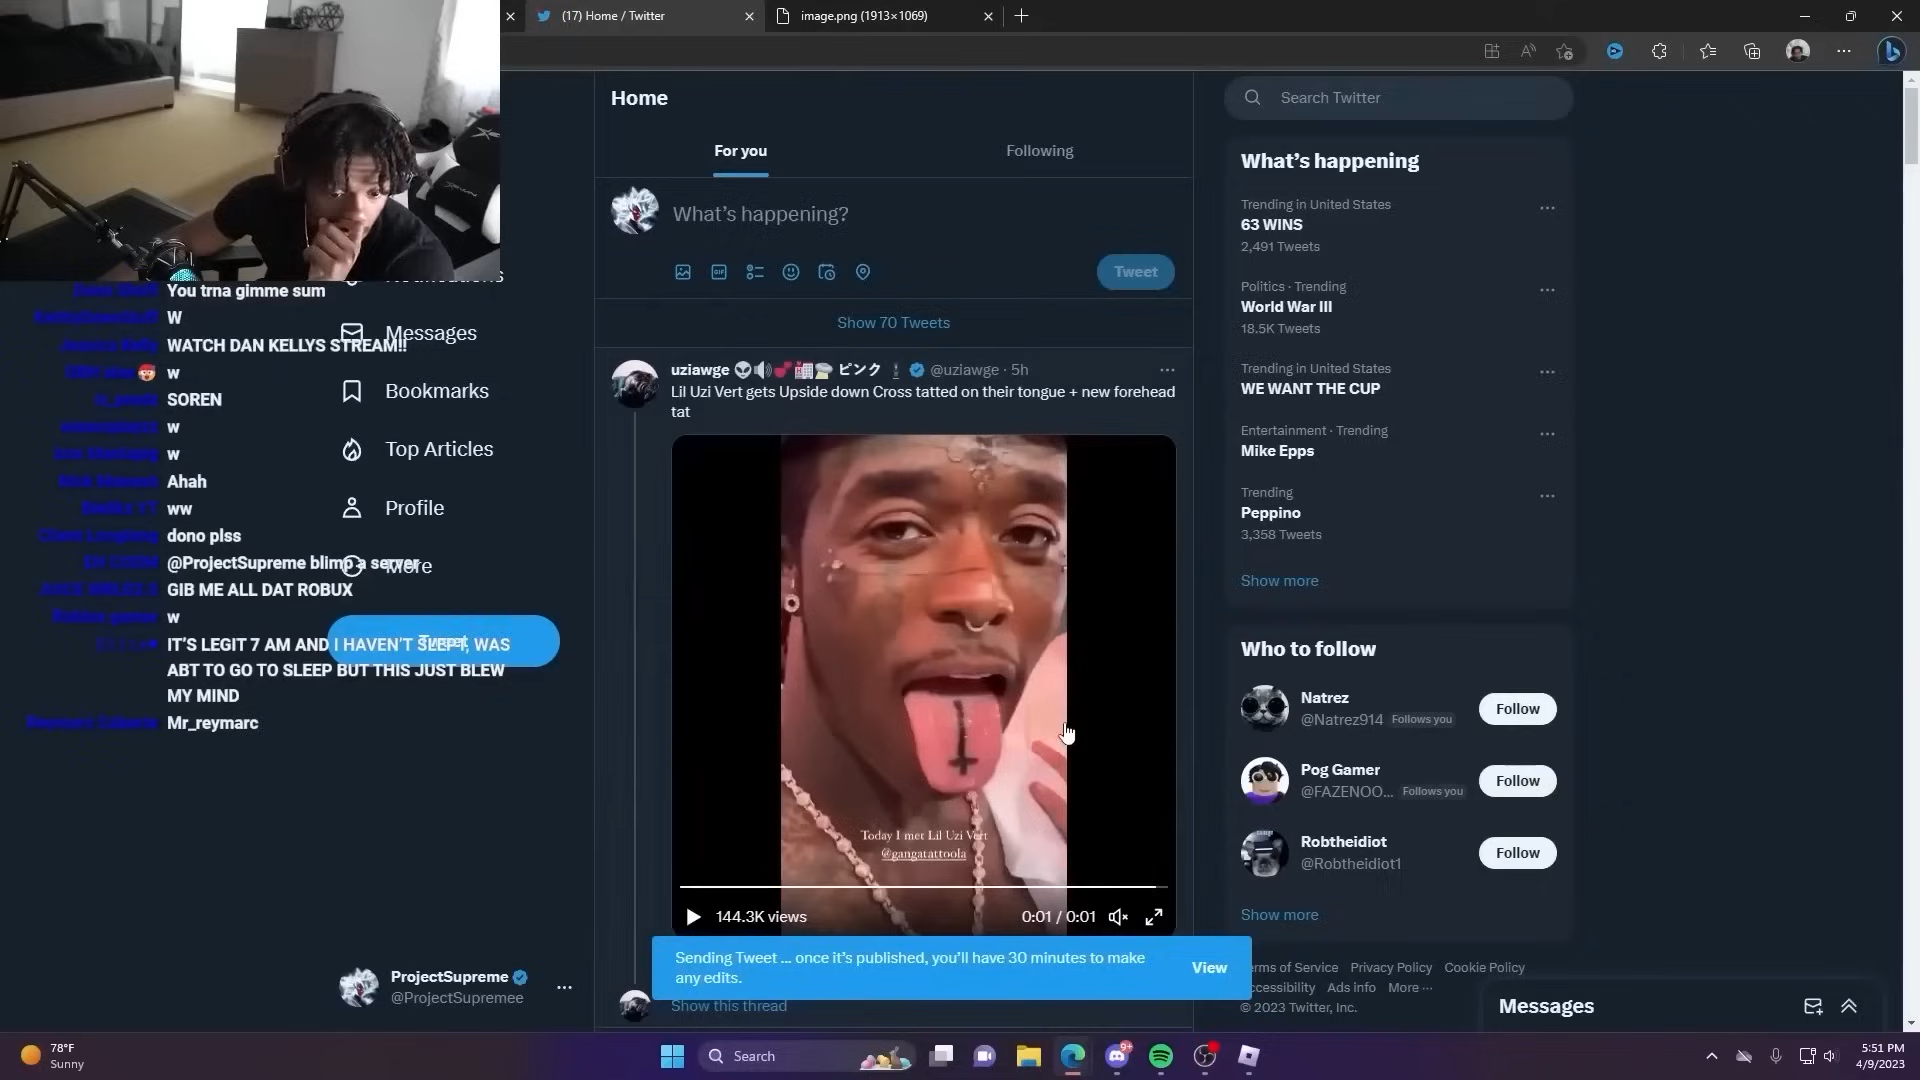 (17) Home / Twitter
image.png (1913×1069)
Home
For you
Following
What's happening?
Tweet
Show 70 Tweets
uziawge ピンク @uziawge · 5h
Lil Uzi Vert gets Upside down Cross tatted on their tongue + new forehead
tat
Today I met Lil Uzi Vert
@gangatattoola
144.3K views
0:01 / 0:01
Sending Tweet ... once it's published, you'll have 30 minutes to make
any edits.
View
Show this thread
You trna gimme sum
W
WATCH DAN KELLYS STREAM!!
w
SOREN
w
w
Ahah
ww
dono plss
@ProjectSupreme blimp a server
GIB ME ALL DAT ROBUX
w
IT'S LEGIT 7 AM AND I HAVEN'T SLEPT, WAS
ABT TO GO TO SLEEP BUT THIS JUST BLEW
MY MIND
Mr_reymarc
Messages
Bookmarks
Top Articles
Profile
More
Tweet
ProjectSupreme
@ProjectSupremee
Search Twitter
What's happening
Trending in United States
63 WINS
2,491 Tweets
Politics · Trending
World War III
18.5K Tweets
Trending in United States
WE WANT THE CUP
Entertainment · Trending
Mike Epps
Trending
Peppino
3,358 Tweets
Show more
Who to follow
Natrez
@Natrez914 Follows you
Follow
Pog Gamer
@FAZENOO... Follows you
Follow
Robtheidiot
@Robtheidiot1
Follow
Show more
Terms of Service Privacy Policy Cookie Policy
Accessibility Ads info More ...
© 2023 Twitter, Inc.
Messages
78°F
Sunny
Search
9+
5:51 PM
4/9/2023